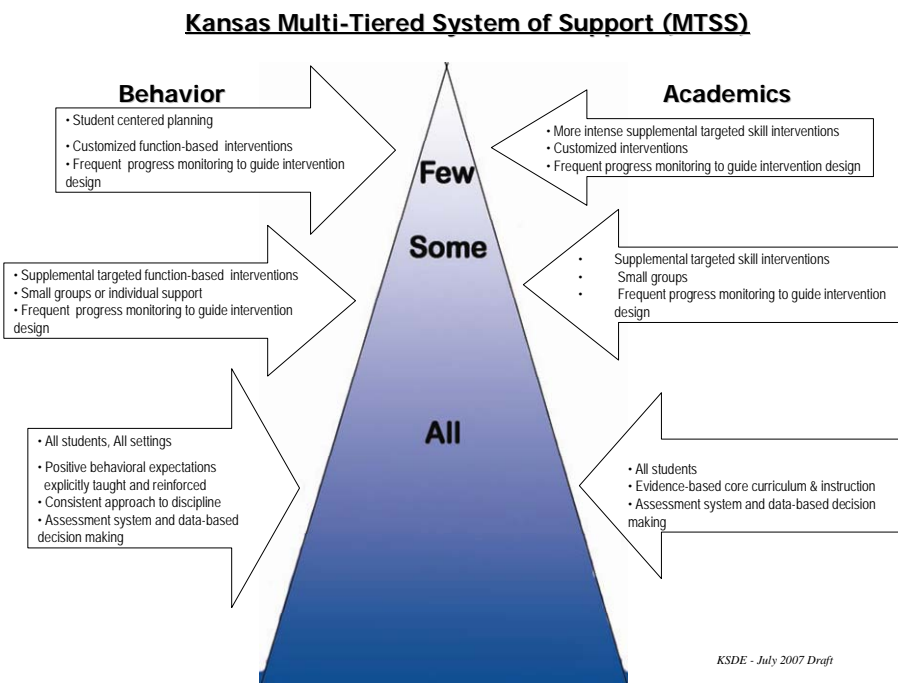 Kansas Multi-Tiered System of Support (MTSS)
Behavior
• Student centered planning
• Customized function-based interventions
• Frequent progress monitoring to guide intervention
design
• Supplemental targeted function-based interventions
• Small groups or individual support
• Frequent progress monitoring to guide intervention
design
• All students, All settings
• Positive behavioral expectations
explicitly taught and reinforced
• Consistent approach to discipline
• Assessment system and data-based
decision making
Few
Some
All
Academics
• More intense supplemental targeted skill interventions
• Customized interventions
• Frequent progress monitoring to guide intervention design
• Supplemental targeted skill interventions
• Small groups
• Frequent progress monitoring to guide intervention
design
• All students
• Evidence-based core curriculum & instruction
• Assessment system and data-based decision
making
KSDE - July 2007 Draft